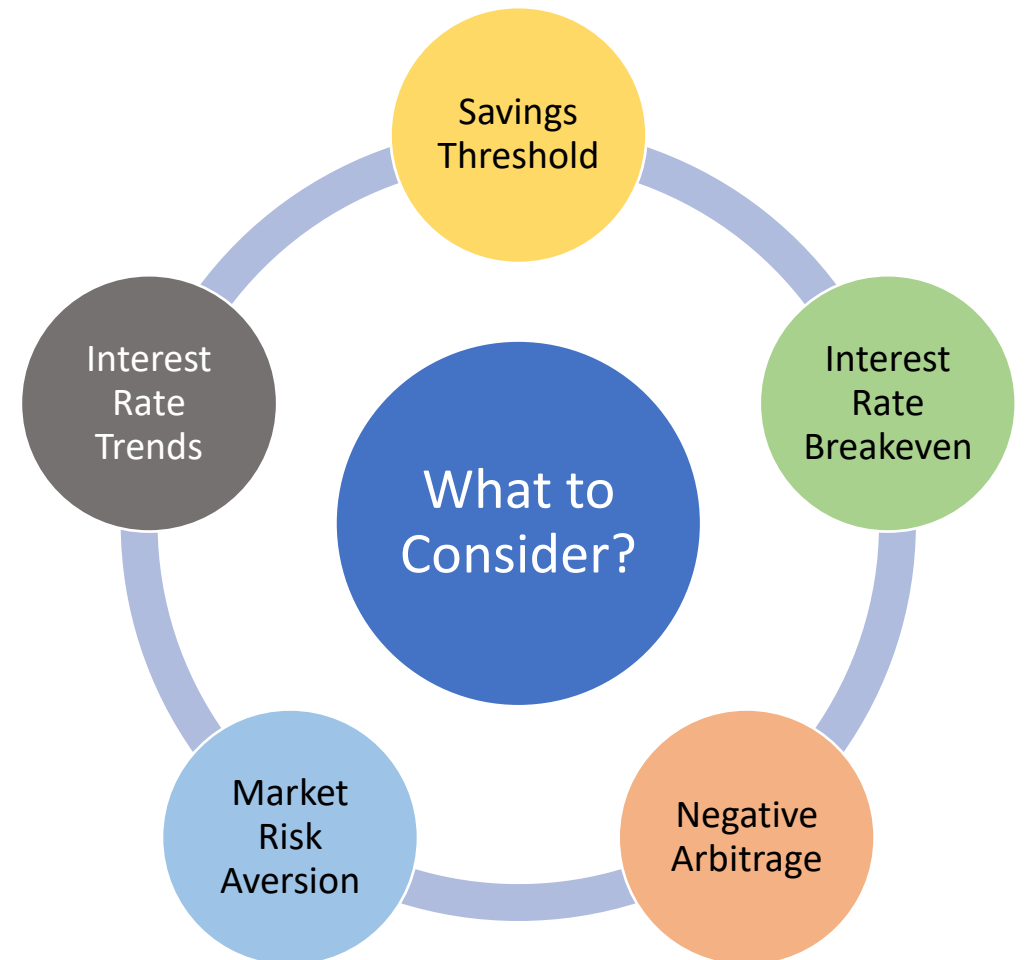 Savings
Threshold
Interest
Rate
Trends
Interest
Rate
Breakeven
What to
Consider?
Market
Risk
Aversion
Negative
Arbitrage